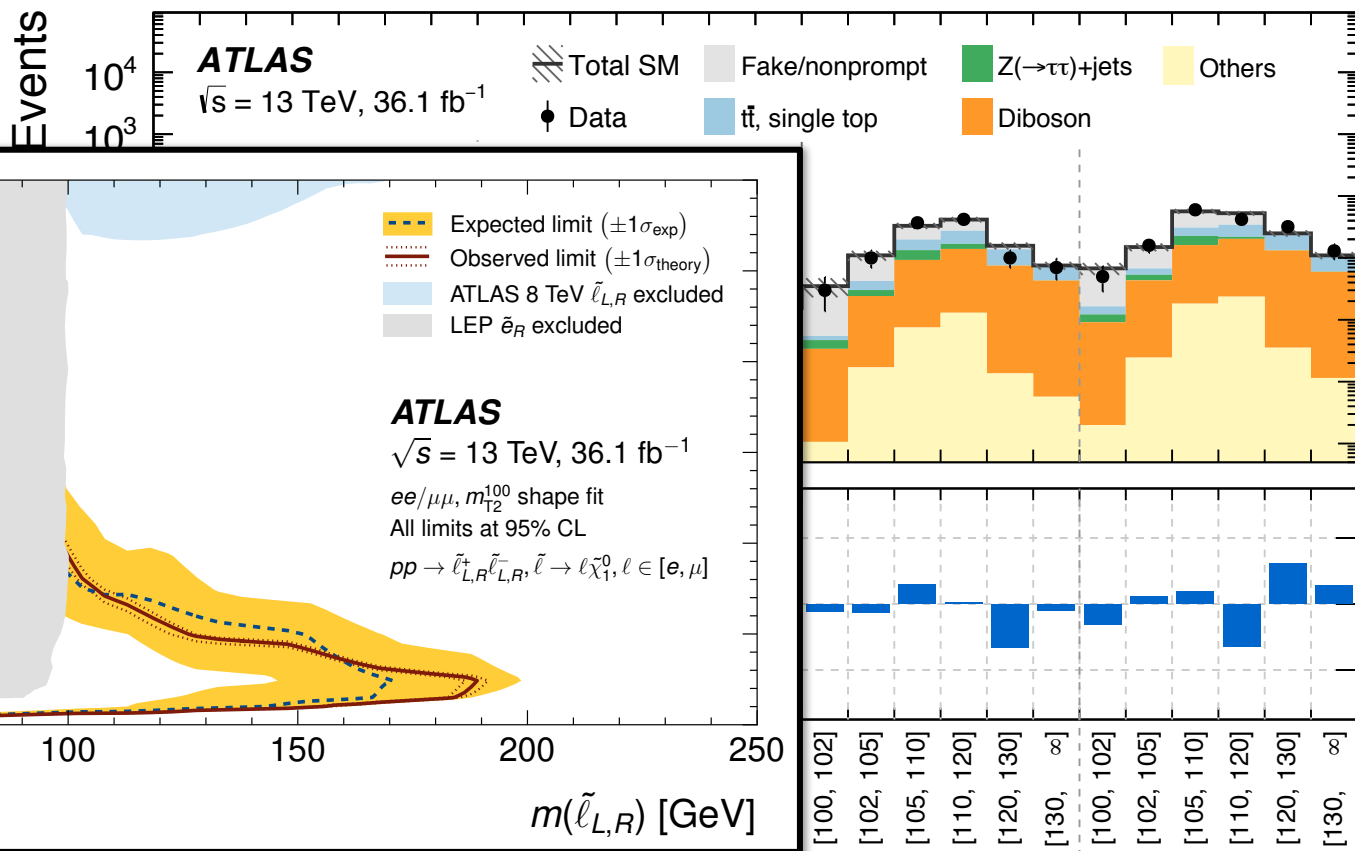 Events
10⁴
10³
ATLAS
√s = 13 TeV, 36.1 fb⁻¹
Total SM
Data
Fake/nonprompt
tt̄, single top
Z(→ττ)+jets
Diboson
Others
Expected limit (±1σexp)
Observed limit (±1σtheory)
ATLAS 8 TeV ℓ̃L,R excluded
LEP ẽR excluded
ATLAS
√s = 13 TeV, 36.1 fb⁻¹
ee/μμ, m¹⁰⁰T2 shape fit
All limits at 95% CL
pp → ℓ̃⁺L,R ℓ̃⁻L,R, ℓ̃ → ℓχ̃⁰₁, ℓ ∈ [e, μ]
100 150 200 250
m(ℓ̃L,R) [GeV]
[100, 102]
[102, 105]
[105, 110]
[110, 120]
[120, 130]
[130, ∞]
[100, 102]
[102, 105]
[105, 110]
[110, 120]
[120, 130]
[130, ∞]